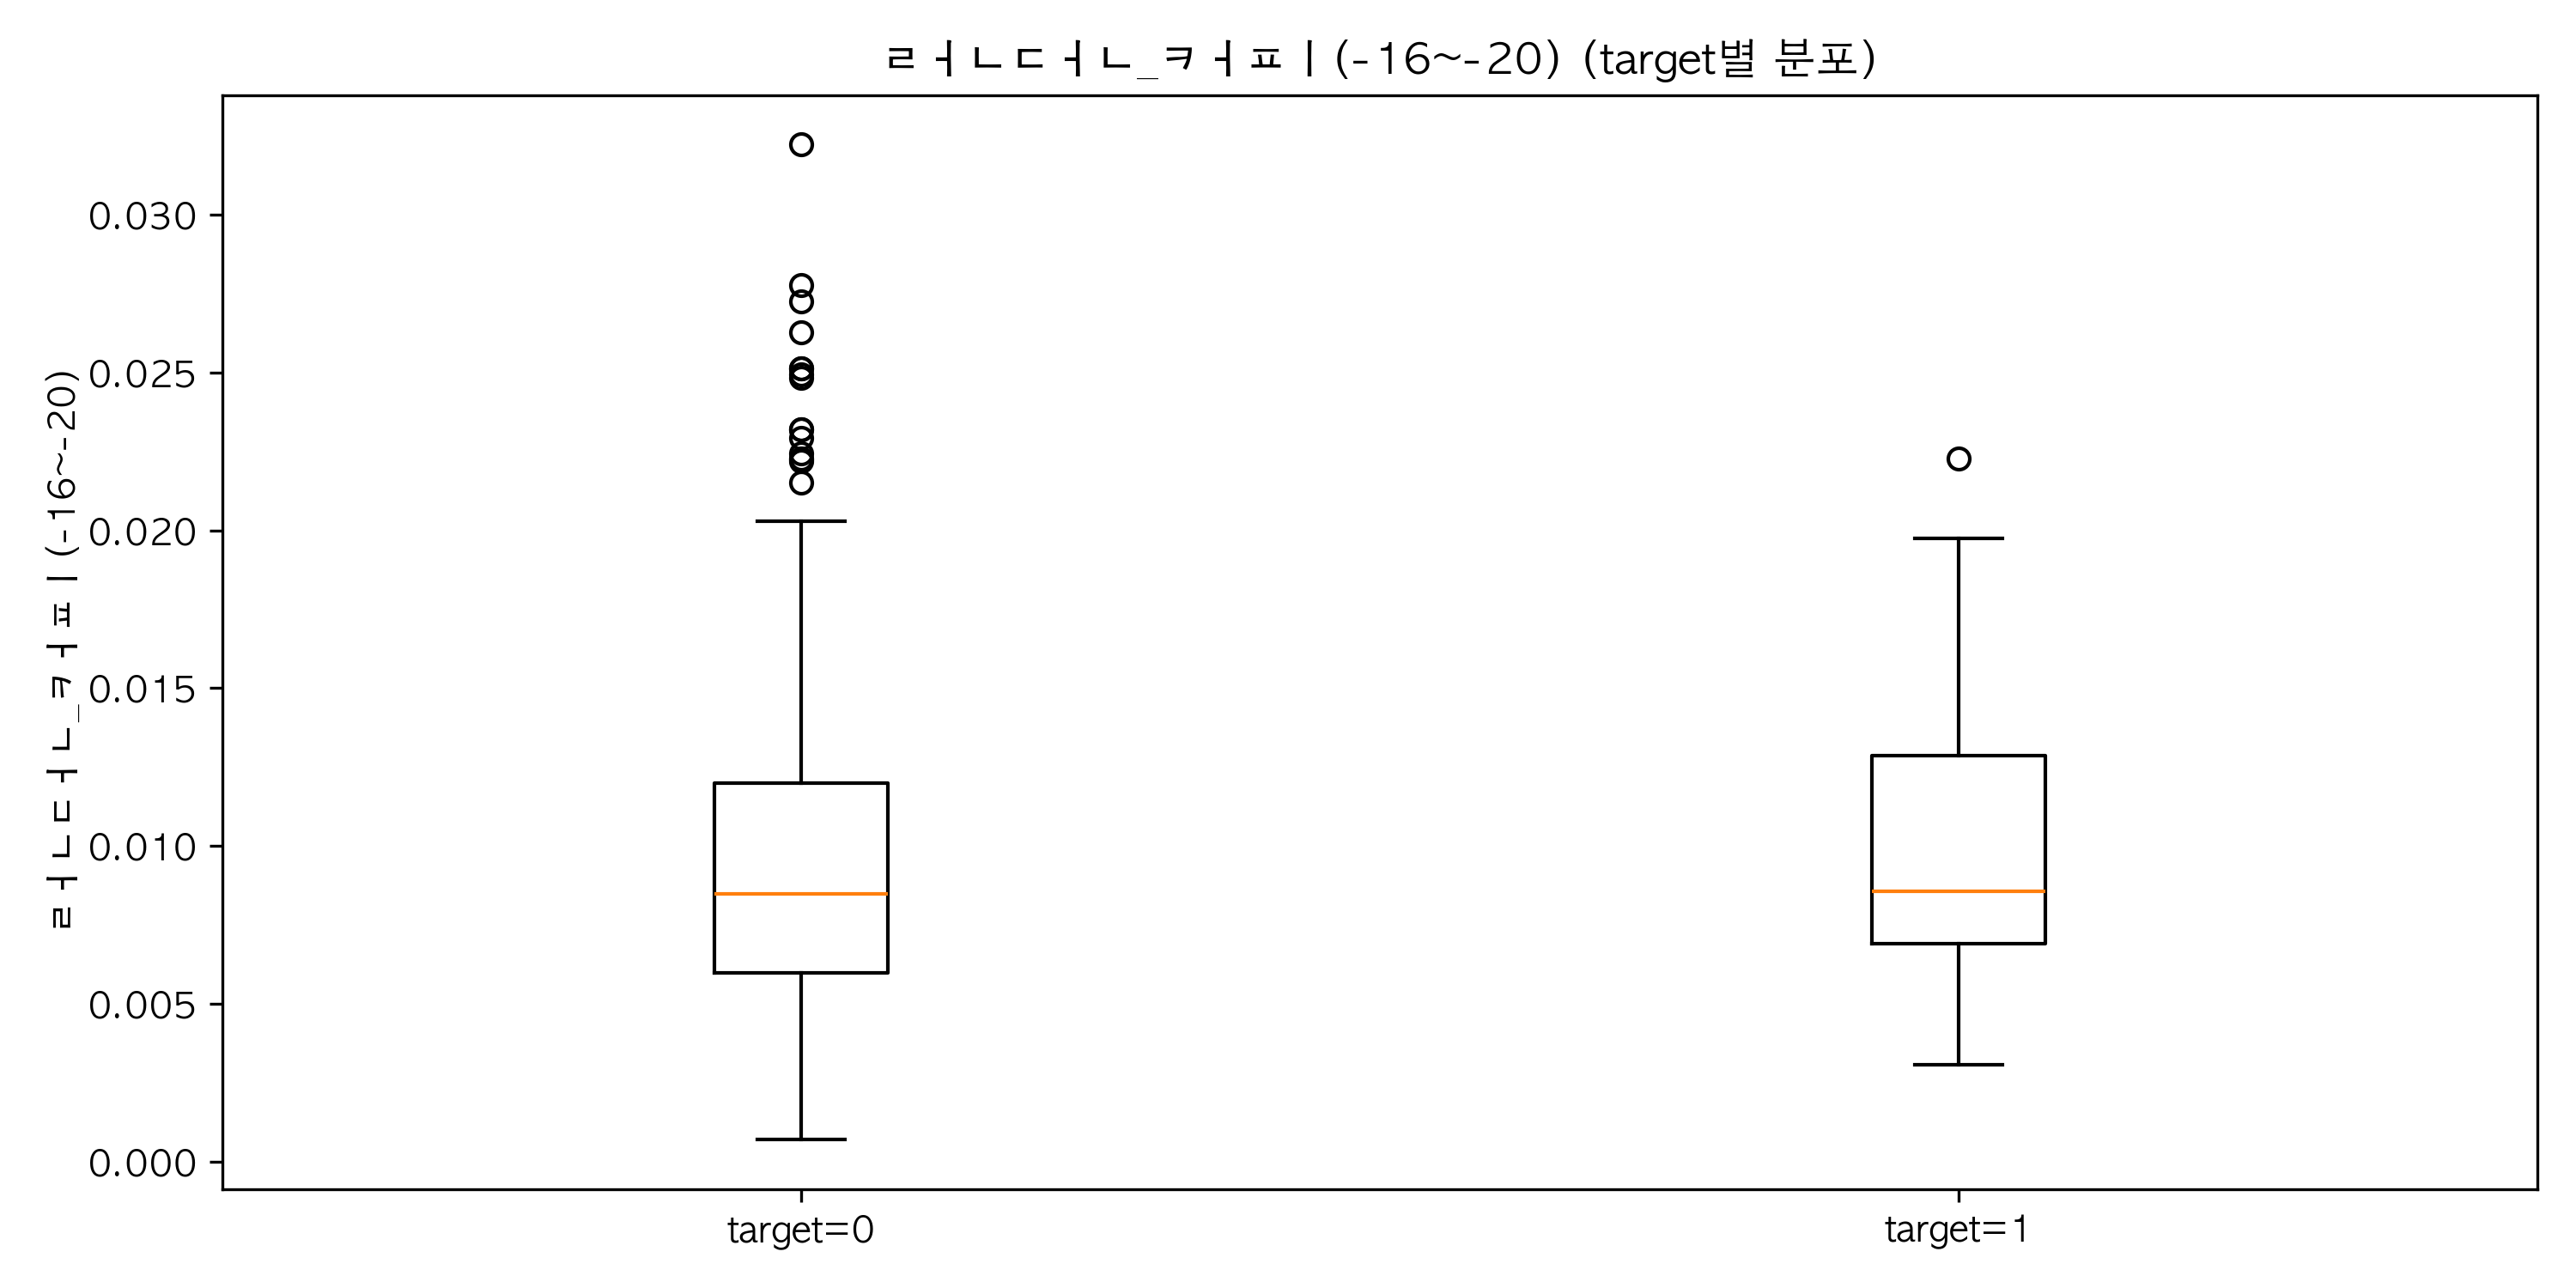 ㄹㅓㄴㄷㅓㄴ_ㅋㅓㅍㅣ(-16~-20) (target별 분포)
ㄹㅓㄴㄷㅓㄴ_ㅋㅓㅍㅣ(-16~-20)
0.030
0.025
0.020
0.015
0.010
0.005
0.000
target=0
target=1